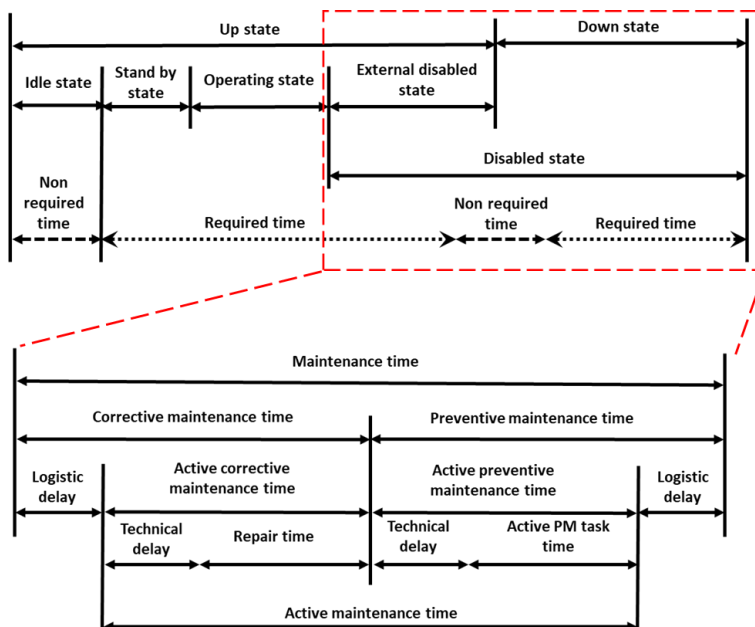 Up state
Down state
Idle state
Stand by
state
Operating state
External disabled
state
Disabled state
Non
required
time
Required time
Non required
time
Required time
Maintenance time
Corrective maintenance time
Preventive maintenance time
Logistic
delay
Active corrective
maintenance time
Active preventive
maintenance time
Logistic
delay
Technical
delay
Repair time
Technical
delay
Active PM task
time
Active maintenance time